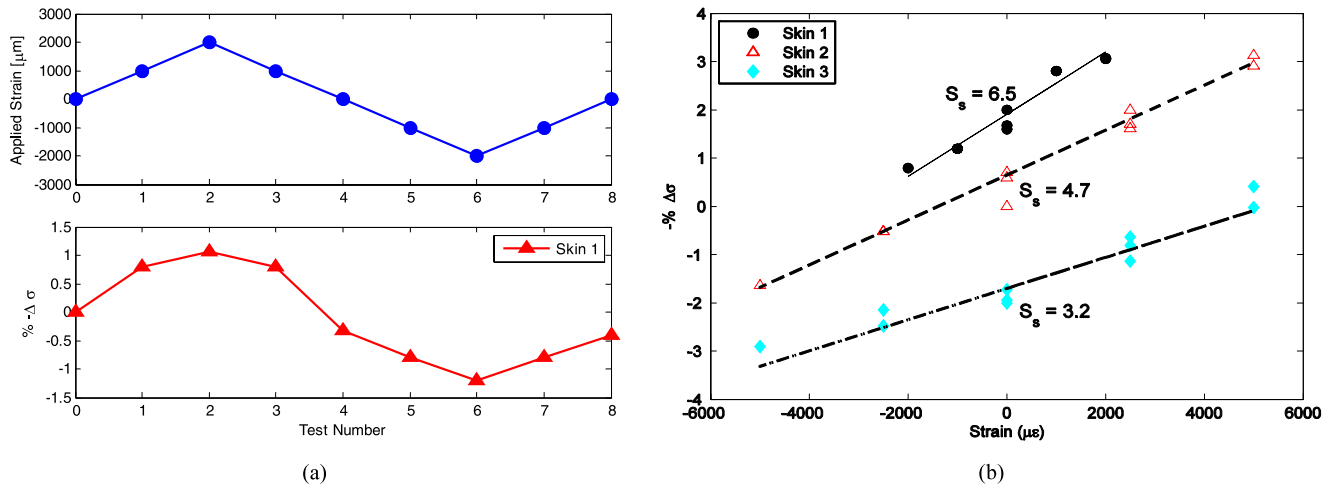 3000
2000
1000
0
-1000
-2000
-3000
Applied Strain [μm]
0 1 2 3 4 5 6 7 8
1.5
1
0.5
0
-0.5
-1
-1.5
% -Δ σ
Skin 1
0 1 2 3 4 5 6 7 8
Test Number
(a)
4
3
2
1
0
-1
-2
-3
-4
-% Δσ
Skin 1
Skin 2
Skin 3
Ss = 6.5
Ss = 4.7
Ss = 3.2
-6000 -4000 -2000 0 2000 4000 6000
Strain (με)
(b)